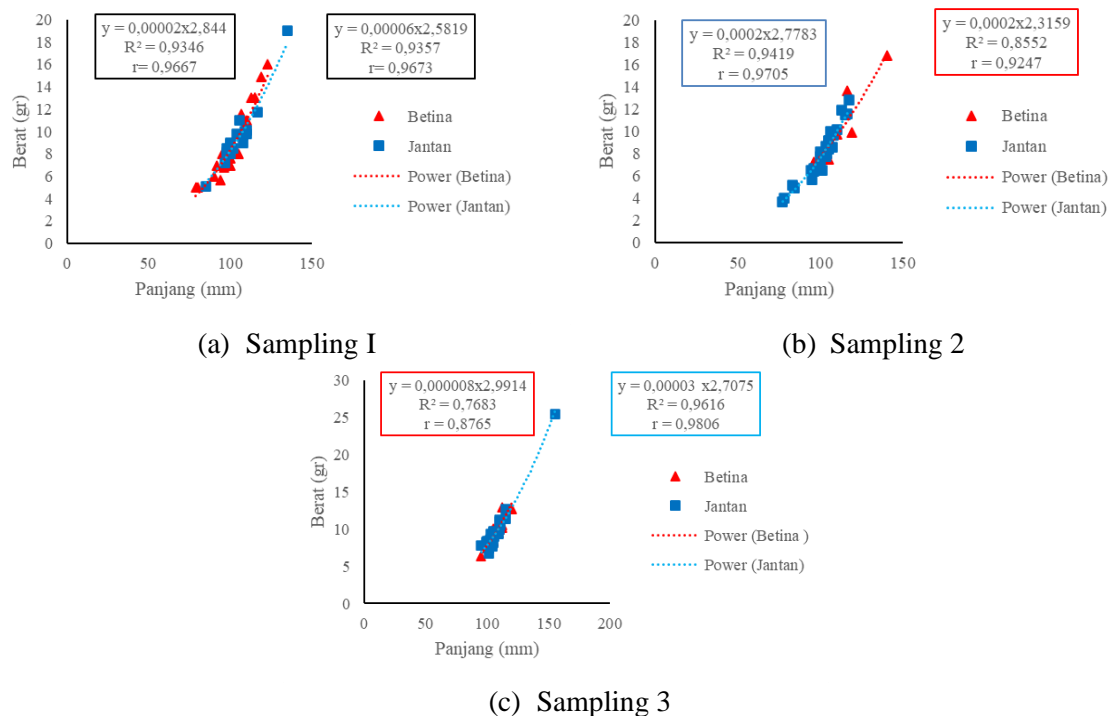 y = 0,00002x2,844
R² = 0,9346
r = 0,9667
y = 0,00006x2,5819
R² = 0,9357
r= 0,9673
20
18
16
14
12
10
8
6
4
2
0
Berat (gr)
0
50
100
150
Panjang (mm)
Betina
Jantan
Power (Betina)
Power (Jantan)
(a) Sampling I
y = 0,0002x2,7783
R² = 0,9419
r = 0,9705
y = 0,0002x2,3159
R² = 0,8552
r = 0,9247
20
18
16
14
12
10
8
6
4
2
0
Berat (gr)
0
50
100
150
Panjang (mm)
Betina
Jantan
Power (Betina)
Power (Jantan)
(b) Sampling 2
y = 0,000008x2,9914
R² = 0,7683
r = 0,8765
y = 0,00003 x2,7075
R² = 0,9616
r = 0,9806
30
25
20
15
10
5
0
Berat (gr)
0
50
100
150
200
Panjang (mm)
Betina
Jantan
Power (Betina )
Power (Jantan)
(c) Sampling 3